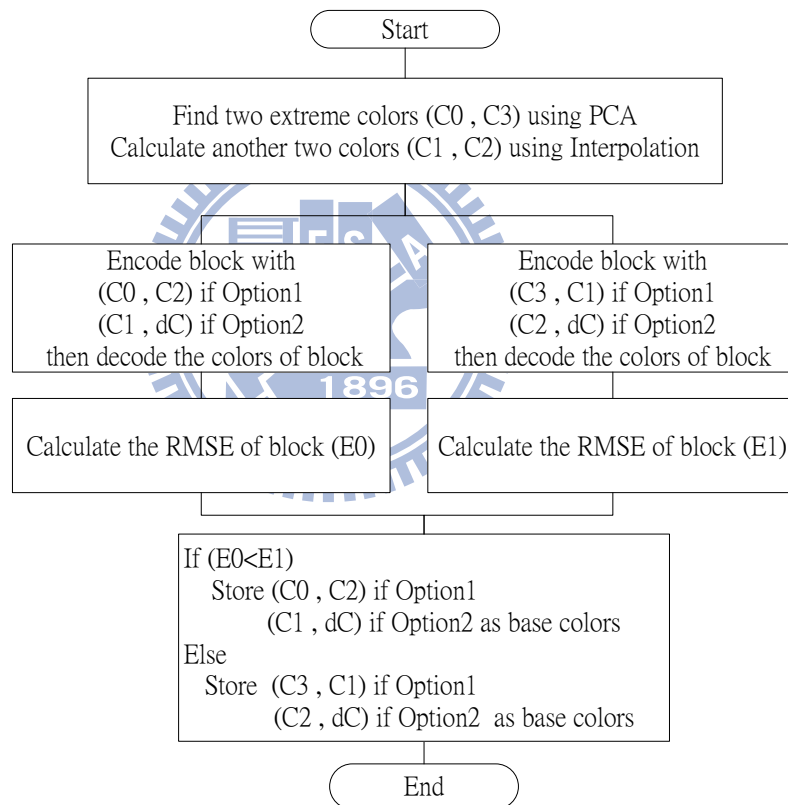 Start
Find two extreme colors (C0 , C3) using PCA
Calculate another two colors (C1 , C2) using Interpolation
Encode block with
(C0 , C2) if Option1
(C1 , dC) if Option2
then decode the colors of block
Encode block with
(C3 , C1) if Option1
(C2 , dC) if Option2
then decode the colors of block
1896
Calculate the RMSE of block (E0)
Calculate the RMSE of block (E1)
If (E0<E1)
Store (C0 , C2) if Option1
(C1 , dC) if Option2 as base colors
Else
Store (C3 , C1) if Option1
(C2 , dC) if Option2 as base colors
End